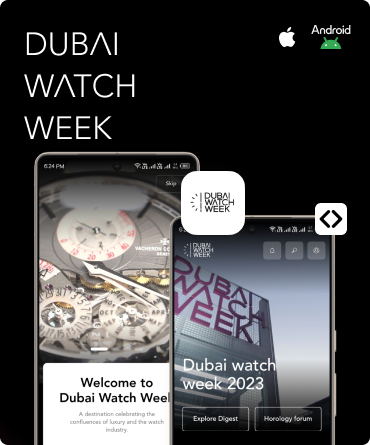 DUBAI
WATCH
WEEK
Android
6:24 PM
Skip
VACHERON CO
DUBAI
WATCH
WEEK
DUBAI
WATCH
WEEK
DUBAI
WATCH
WEEK
Dubai watch
week 2023
Welcome to
Dubai Watch Week
A destination celebrating the
confluences of luxury and the watch
industry.
Explore Digest
Horology forum